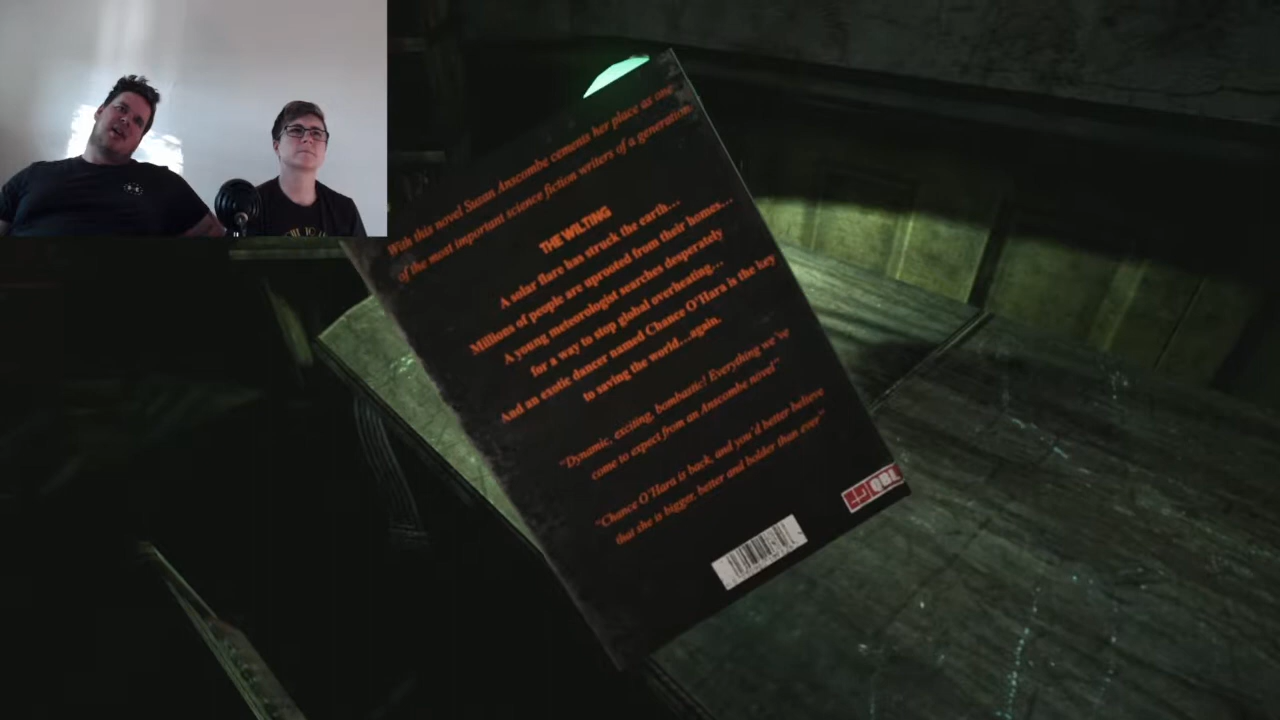 With this novel Susan Anscombe cements her place as one
of the most important science fiction writers of a generation.
THE WILTING
A solar flare has struck the earth...
Millions of people are uprooted from their homes...
A young meteorologist searches desperately
for a way to stop global overheating...
And an exotic dancer named Chance O'Hara is the key
to saving the world...again.
"Dynamic, exciting, bombastic! Everything we've
come to expect from an Anscombe novel"
"Chance O'Hara is back, and you'd better believe
that she is bigger, better and bolder than ever"